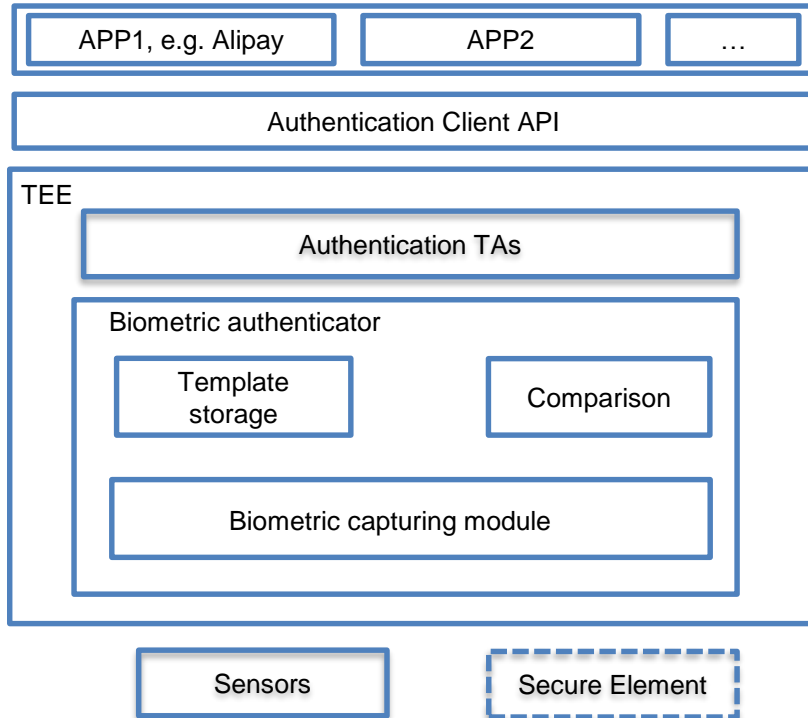 APP1, e.g. Alipay
APP2
…
Authentication Client API
TEE
Authentication TAs
Biometric authenticator
Template
storage
Comparison
Biometric capturing module
Sensors
Secure Element